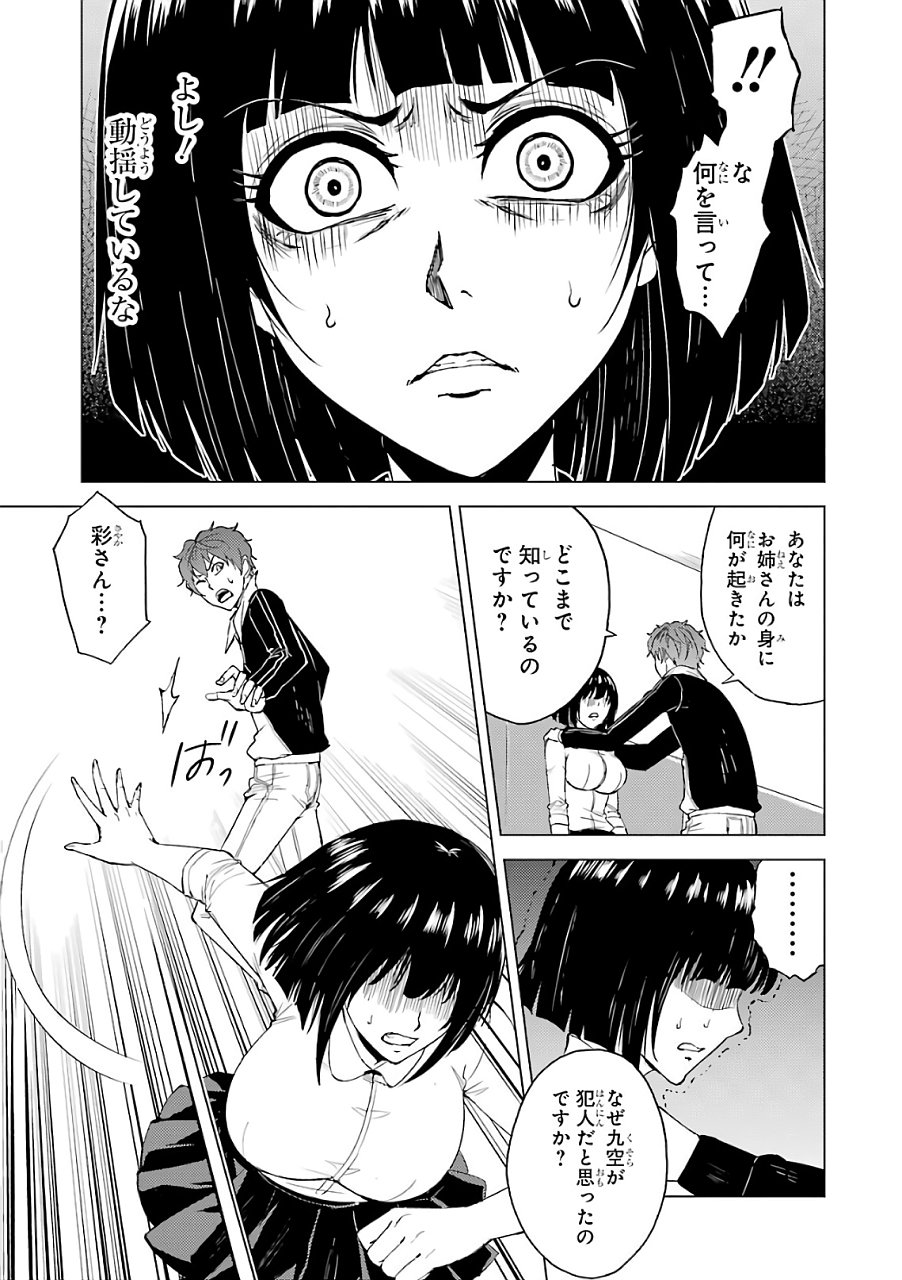 !!
な
何を言って…
よし!
動揺しているな
あなたは
お姉さんの身に
何が起きたか
どこまで
知っているの
ですか?
………
なぜ九空が
犯人だと思ったの
ですか?
彩さん…?
ばっ